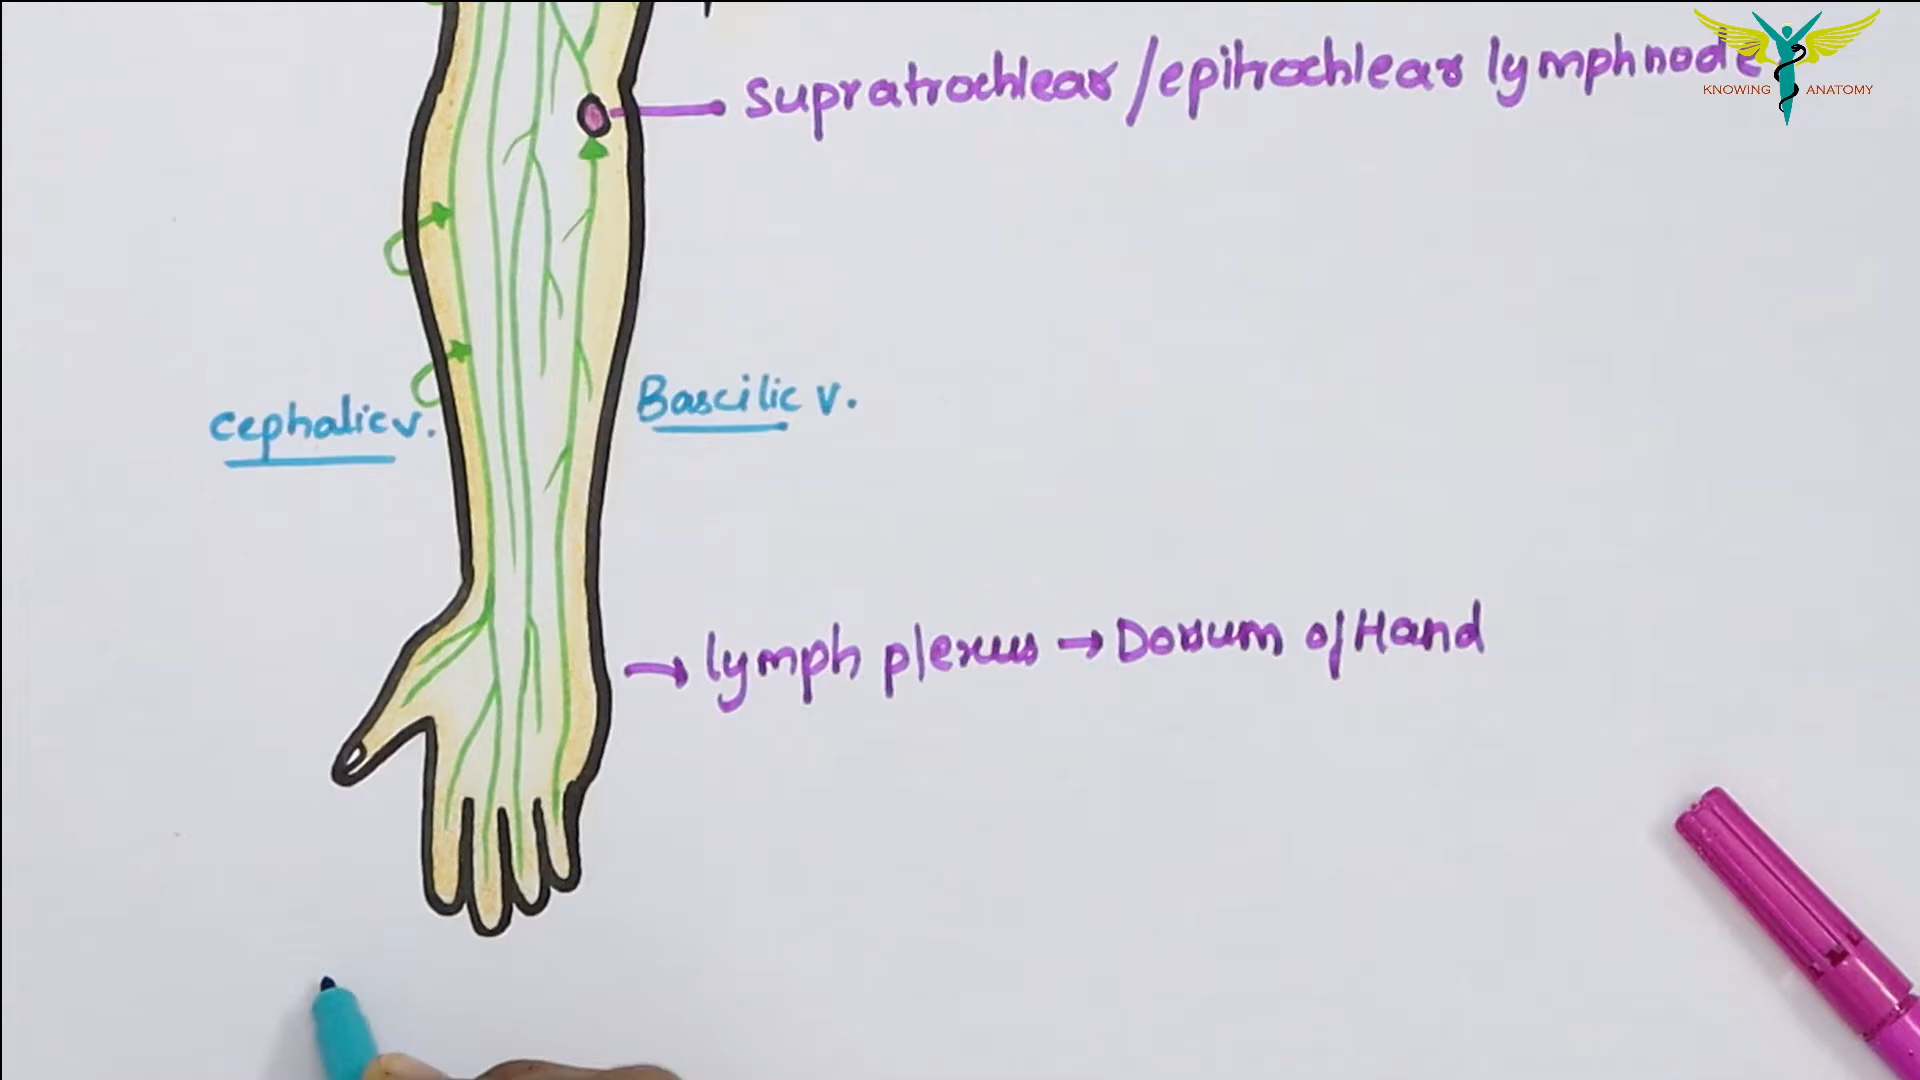 supratrochlear/epitrochlear lymphnode
KNOWING ANATOMY
cephalic v.
Bascilic v.
→ lymph plexus → Dorsum of Hand